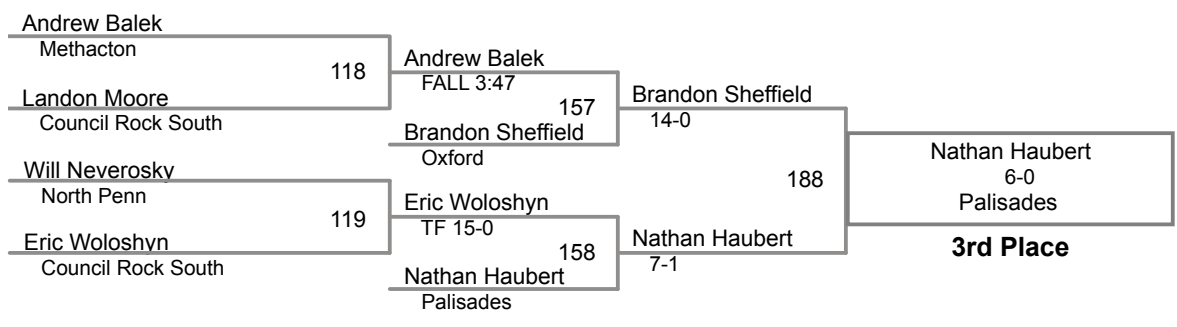 Andrew Balek
Methacton
118
Landon Moore
Council Rock South
Will Neverosky
North Penn
119
Eric Woloshyn
Council Rock South
Andrew Balek
FALL 3:47
157
Brandon Sheffield
Oxford
Eric Woloshyn
TF 15-0
158
Nathan Haubert
Palisades
Brandon Sheffield
14-0
188
Nathan Haubert
7-1
Nathan Haubert
6-0
Palisades
3rd Place